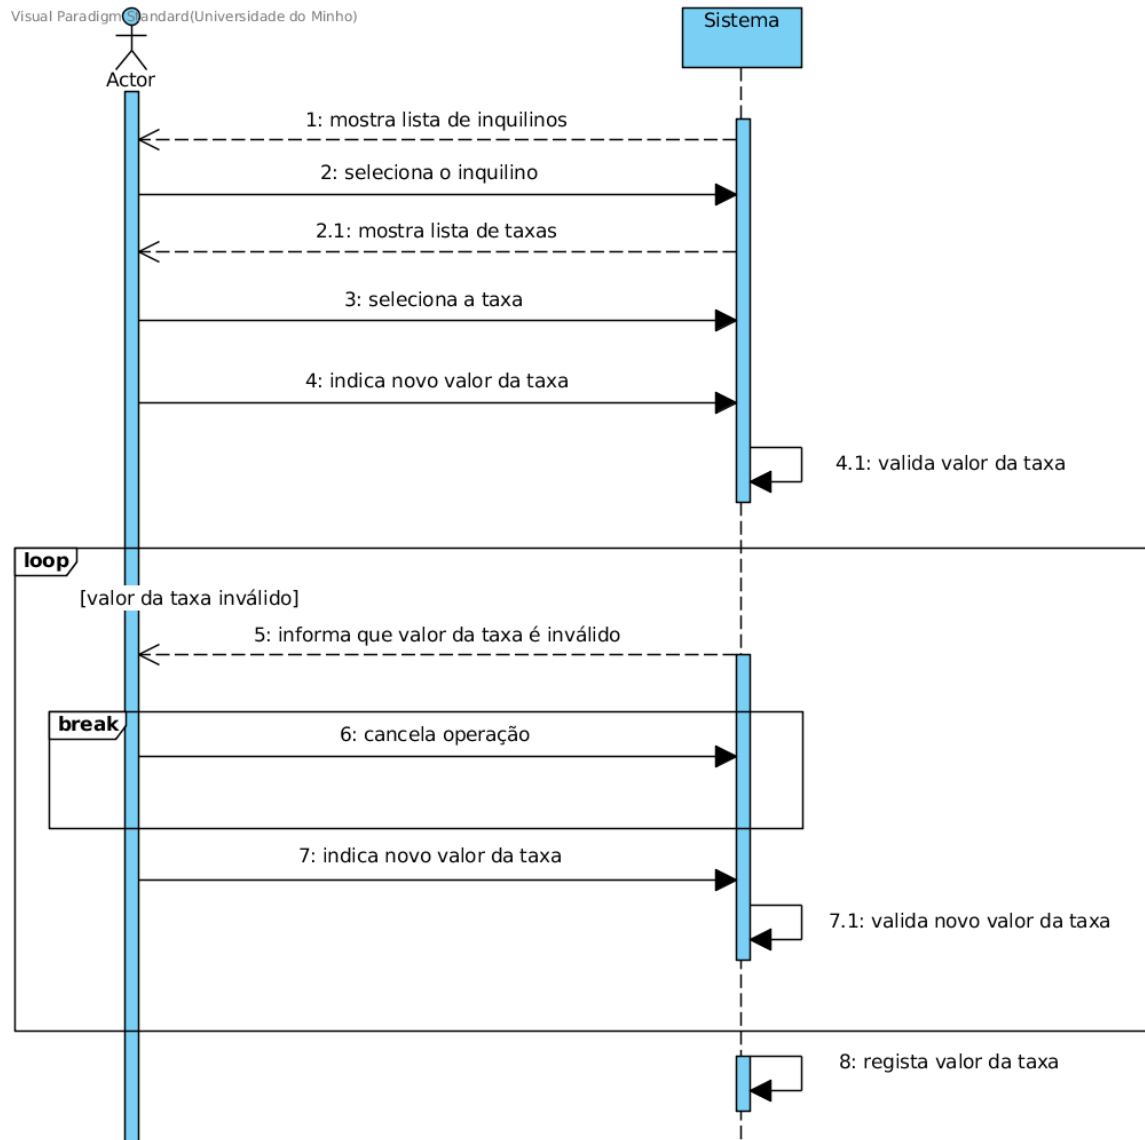 Visual Paradigm Standard(Universidade do Minho)
Sistema
Actor
1: mostra lista de inquilinos
2: seleciona o inquilino
2.1: mostra lista de taxas
3: seleciona a taxa
4: indica novo valor da taxa
4.1: valida valor da taxa
loop
[valor da taxa inválido]
5: informa que valor da taxa é inválido
break
6: cancela operação
7: indica novo valor da taxa
7.1: valida novo valor da taxa
8: regista valor da taxa